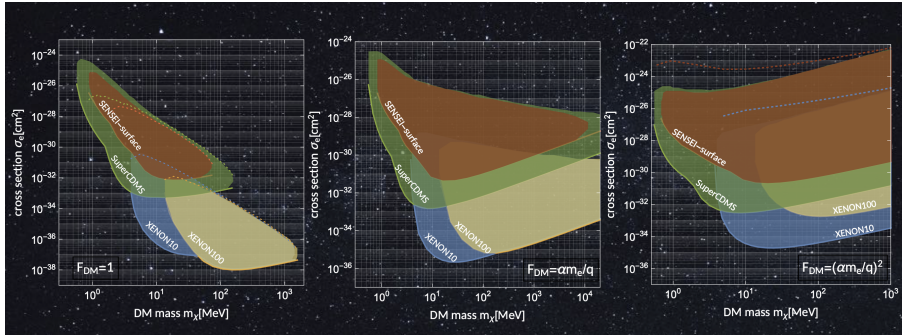 cross section σe[cm²]
10⁻²⁴
10⁻²⁶
10⁻²⁸
10⁻³⁰
10⁻³²
10⁻³⁴
10⁻³⁶
10⁻³⁸
SENSEI-surface
SuperCDMS
XENON10
XENON100
F_DM=1
10⁰
10¹
10²
10³
DM mass mχ[MeV]
cross section σe[cm²]
10⁻²⁴
10⁻²⁶
10⁻²⁸
10⁻³⁰
10⁻³²
10⁻³⁴
10⁻³⁶
SENSEI-surface
SuperCDMS
XENON10
XENON100
F_DM=αme/q
10⁰
10¹
10²
10³
10⁴
DM mass mχ[MeV]
cross section σe[cm²]
10⁻²²
10⁻²⁴
10⁻²⁶
10⁻²⁸
10⁻³⁰
10⁻³²
10⁻³⁴
10⁻³⁶
SENSEI-surface
SuperCDMS
XENON100
XENON10
F_DM=(αme/q)²
10⁰
10¹
10²
10³
DM mass mχ[MeV]